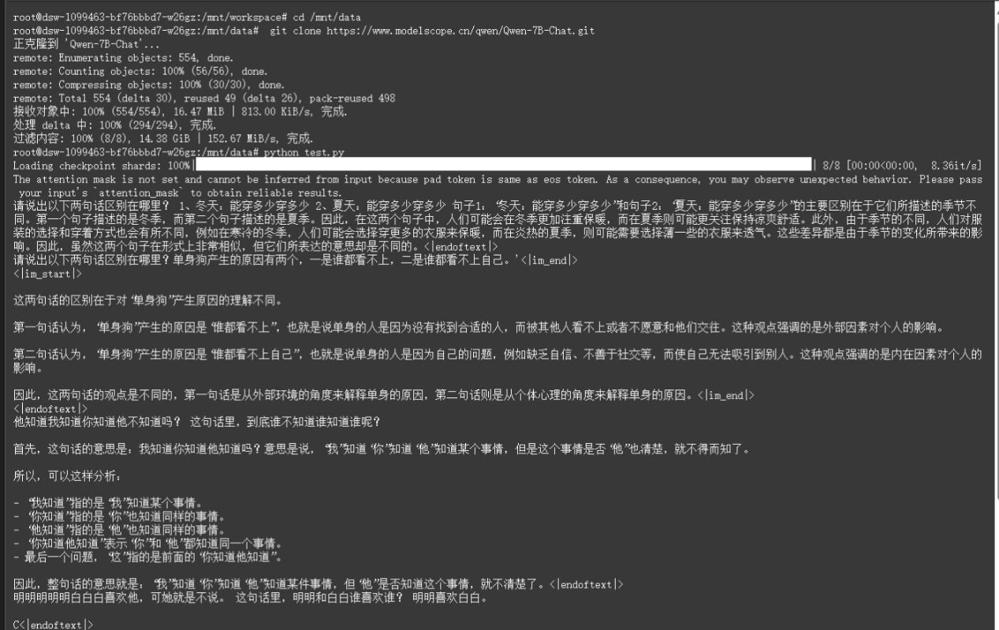 root@dsw-1099463-bf76bbbd7-w26gz:/mnt/workspace# cd /mnt/data
root@dsw-1099463-bf76bbbd7-w26gz:/mnt/data#  git clone https://www.modelscope.cn/qwen/Qwen-7B-Chat.git
正克隆到 'Qwen-7B-Chat'...
remote: Enumerating objects: 554, done.
remote: Counting objects: 100% (56/56), done.
remote: Compressing objects: 100% (30/30), done.
remote: Total 554 (delta 30), reused 49 (delta 26), pack-reused 498
接收对象中: 100% (554/554), 16.47 MiB | 813.00 KiB/s, 完成.
处理 delta 中: 100% (294/294), 完成.
过滤内容: 100% (8/8), 14.38 GiB | 152.67 MiB/s, 完成.
root@dsw-1099463-bf76bbbd7-w26gz:/mnt/data# python test.py
Loading checkpoint shards: 100%| | 8/8 [00:00<00:00,  8.36it/s]
The attention mask is not set and cannot be inferred from input because pad token is same as eos token. As a consequence, you may observe unexpected behavior. Please pass
your input's `attention_mask` to obtain reliable results.
请说出以下两句话区别在哪里？ 1、冬天：能穿多少穿多少 2、夏天：能穿多少穿多少 句子1：“冬天：能穿多少穿多少”和句子2：“夏天：能穿多少穿多少”的主要区别在于它们所描述的季节不
同。第一个句子描述的是冬季，而第二个句子描述的是夏季。因此，在这两个句子中，人们可能会在冬季更加注重保暖，而在夏季则可能更关注保持凉爽舒适。此外，由于季节的不同，人们对服
装的选择和穿着方式也会有所不同，例如在寒冷的冬季，人们可能会选择穿更多的衣服来保暖，而在炎热的夏季，则可能需要选择薄一些的衣服来透气。这些差异都是由于季节的变化所带来的影
响。因此，虽然这两个句子在形式上非常相似，但它们所表达的意思却是不同的。<|endoftext|>
请说出以下两句话区别在哪里？单身狗产生的原因有两个，一是谁都看不上，二是谁都看不上自己。'<|im_end|>
<|im_start|>
这两句话的区别在于对“单身狗”产生原因的理解不同。
第一句话认为，“单身狗”产生的原因是“谁都看不上”，也就是说单身的人是因为没有找到合适的人，而被其他人看不上或者不愿意和他们交往。这种观点强调的是外部因素对个人的影响。
第二句话认为，“单身狗”产生的原因是“谁都看不上自己”，也就是说单身的人是因为自己的问题，例如缺乏自信、不善于社交等，而使自己无法吸引到别人。这种观点强调的是内在因素对个人的
影响。
因此，这两句话的观点是不同的，第一句话是从外部环境的角度来解释单身的原因，第二句话则是从个体心理的角度来解释单身的原因。<|im_end|>
<|endoftext|>
他知道我知道你知道他不知道吗？ 这句话里，到底谁不知道谁知道谁呢？
首先，这句话的意思是：我知道你知道他知道吗？意思是说，“我”知道“你”知道“他”知道某个事情，但是这个事情是否“他”也清楚，就不得而知了。
所以，可以这样分析：
- “我知道”指的是“我”知道某个事情。
- “你知道”指的是“你”也知道同样的事情。
- “他知道”指的是“他”也知道同样的事情。
- “你知道他知道”表示“你”和“他”都知道同一个事情。
- 最后一个问题，“这”指的是前面的“你知道他知道”。
因此，整句话的意思就是：“我”知道“你”知道“他”知道某件事情，但“他”是否知道这个事情，就不清楚了。<|endoftext|>
明明明明明白白白喜欢他，可她就是不说。 这句话里，明明和白白谁喜欢谁？ 明明喜欢白白。
C<|endoftext|>